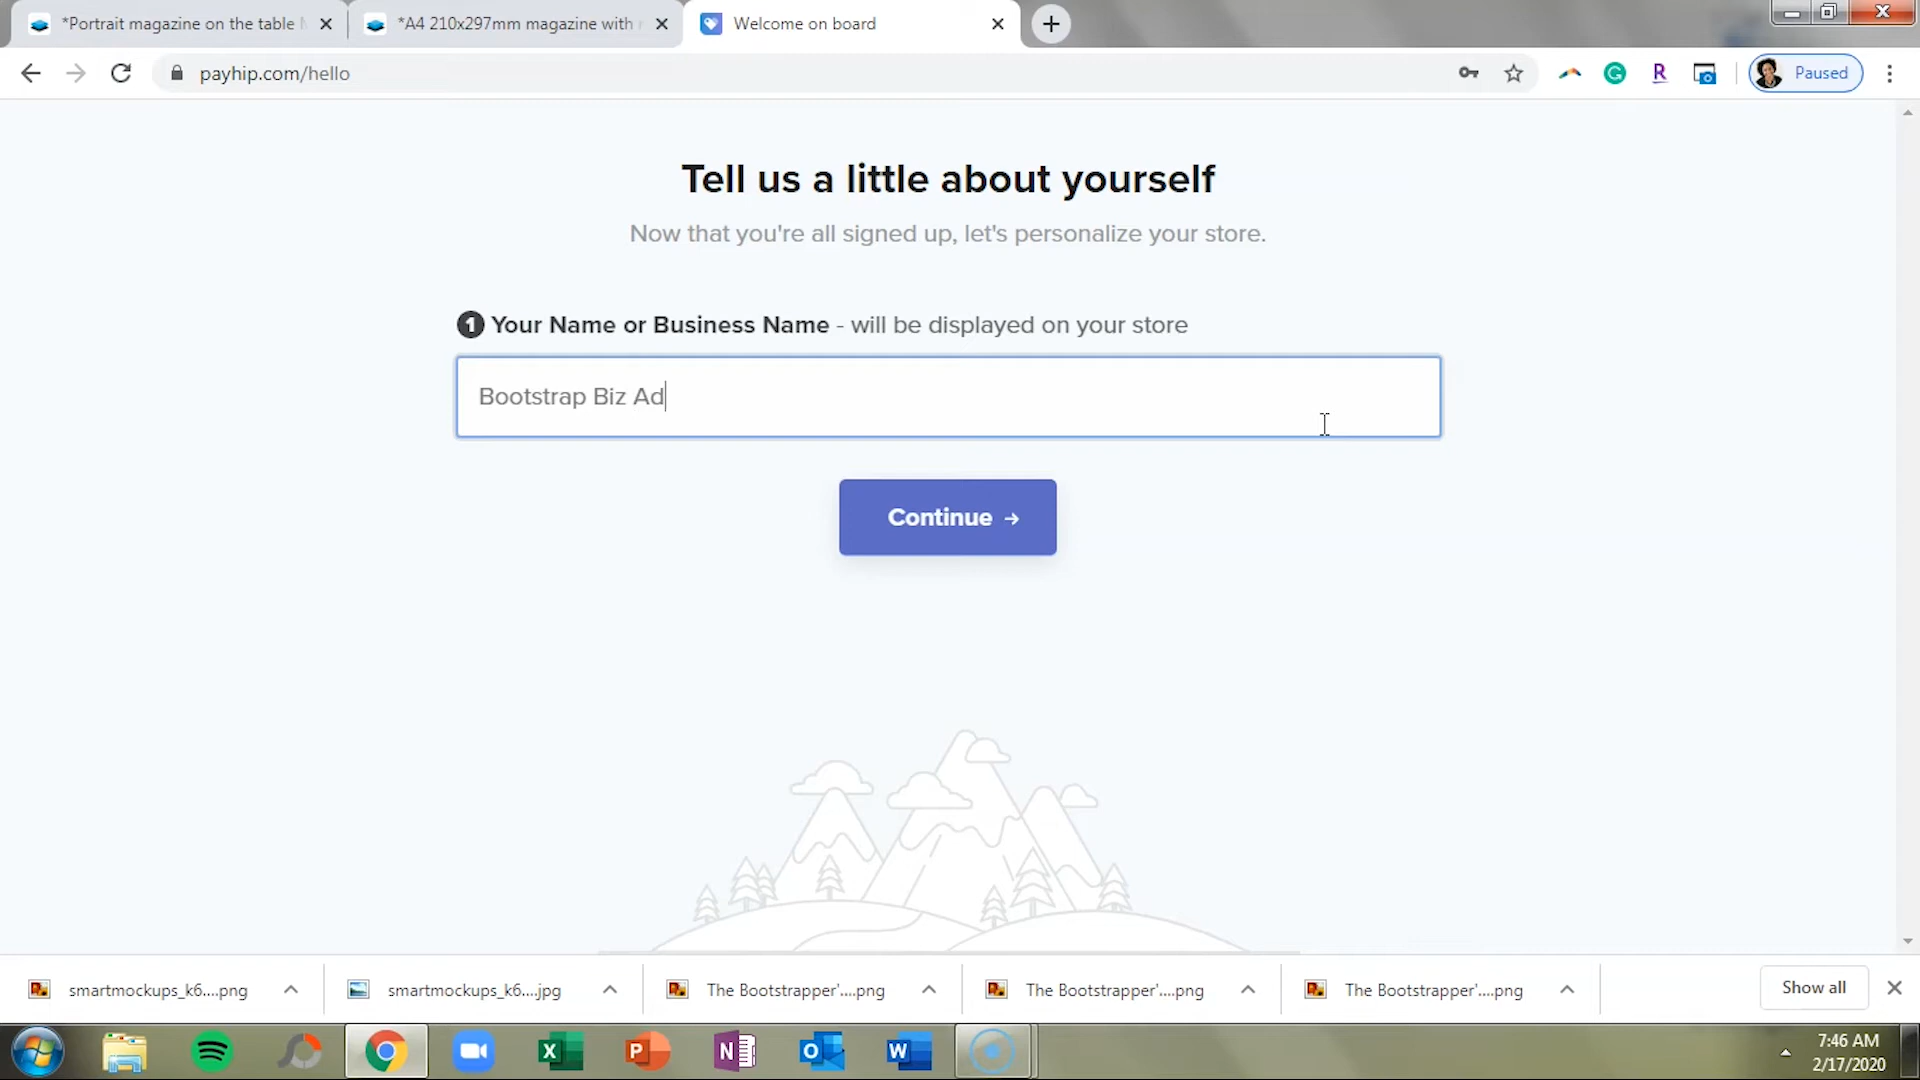 *Portrait magazine on the table
*A4 210x297mm magazine with
Welcome on board
payhip.com/hello
Paused
Tell us a little about yourself
Now that you're all signed up, let's personalize your store.
1 Your Name or Business Name - will be displayed on your store
Bootstrap Biz Ad
Continue →
smartmockups_k6....png
smartmockups_k6....jpg
The Bootstrapper'....png
The Bootstrapper'....png
The Bootstrapper'....png
Show all
7:46 AM
2/17/2020